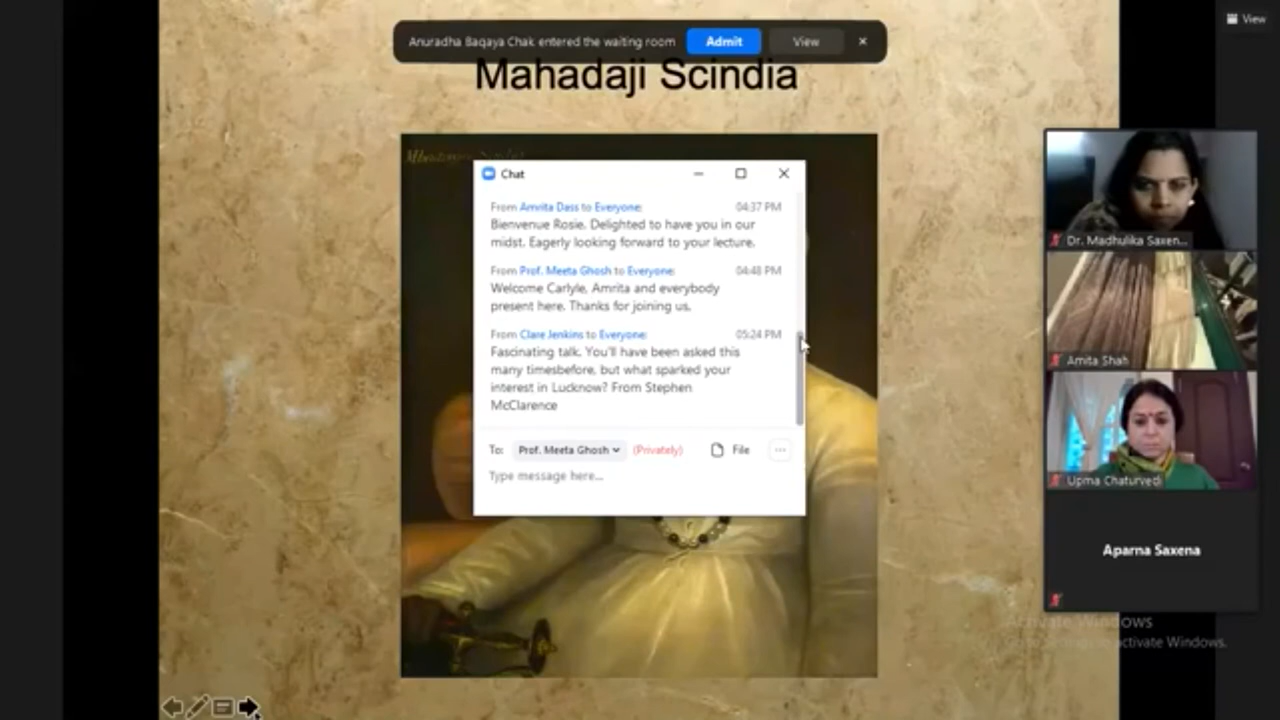 View
Anuradha Baqaya Chak entered the waiting room
Admit
View
Mahadaji Scindia
Chat
From Amrita Dass to Everyone:
04:37 PM
Bienvenue Rosie. Delighted to have you in our
midst. Eagerly looking forward to your lecture.
From Prof. Meeta Ghosh to Everyone:
04:48 PM
Welcome Carlyle, Amrita and everybody
present here. Thanks for joining us.
From Clare Jenkins to Everyone:
05:24 PM
Fascinating talk. You'll have been asked this
many timesbefore, but what sparked your
interest in Lucknow? From Stephen
McClarence
To: Prof. Meeta Ghosh (Privately)
File
Type message here...
Dr. Madhulika Saxen...
Amita Shah
Upma Chaturvedi
Aparna Saxena
Activate Windows
activate Windows.